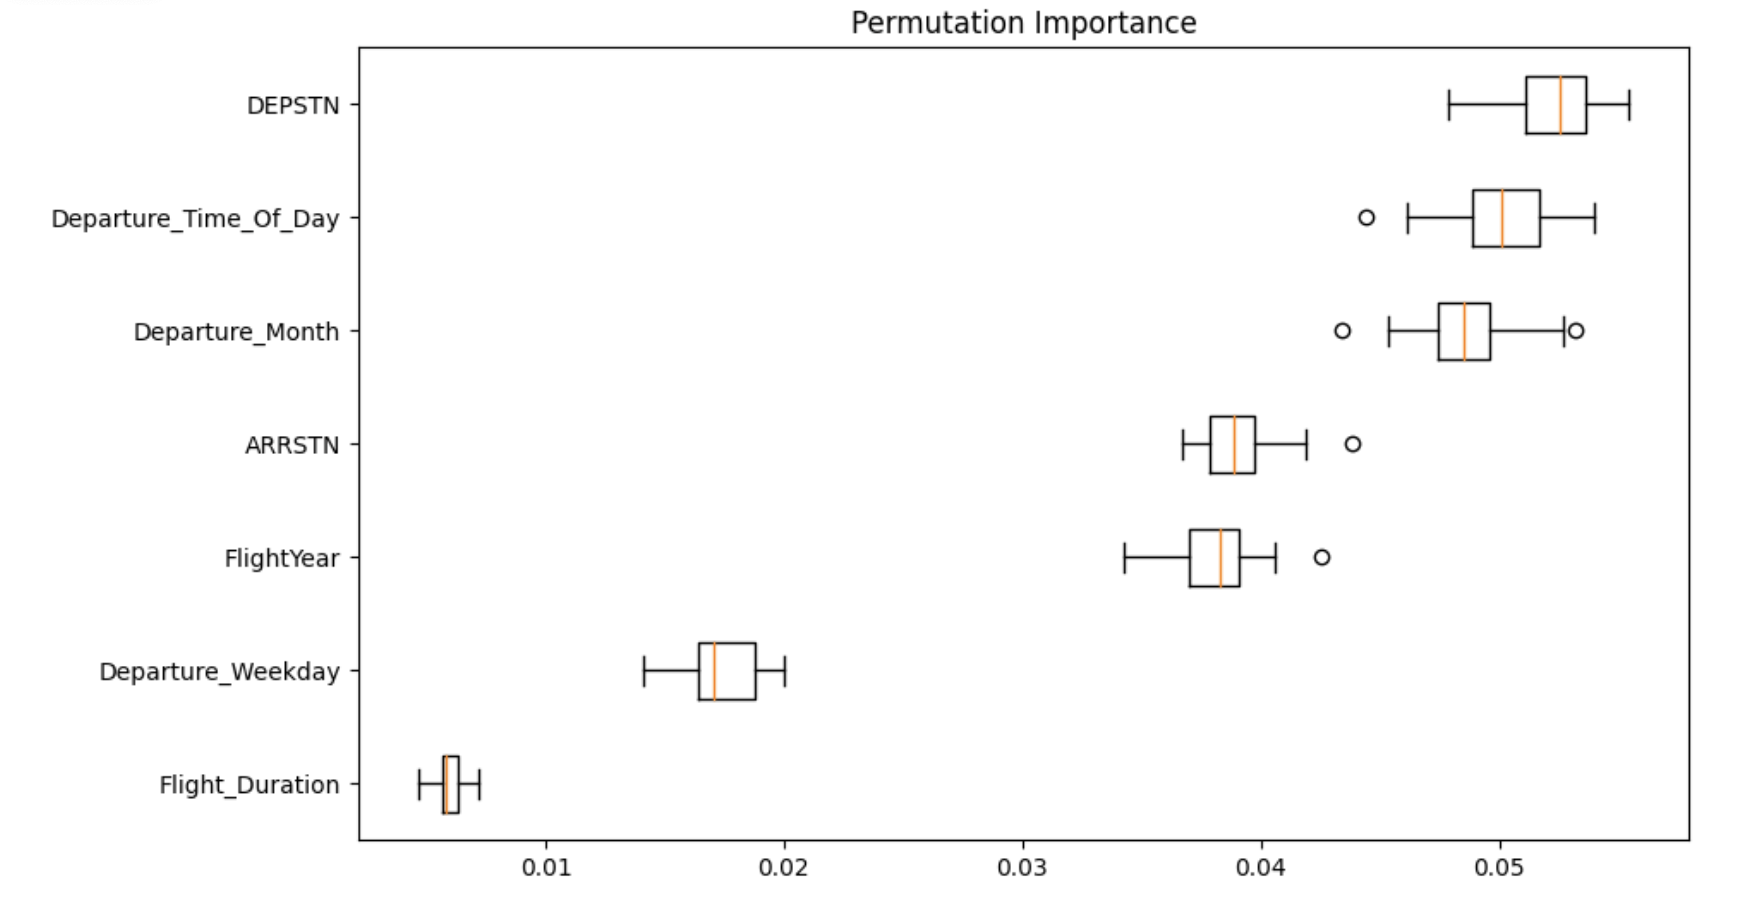 Permutation Importance
DEPSTN
Departure_Time_Of_Day
Departure_Month
ARRSTN
FlightYear
Departure_Weekday
Flight_Duration
0.01 0.02 0.03 0.04 0.05